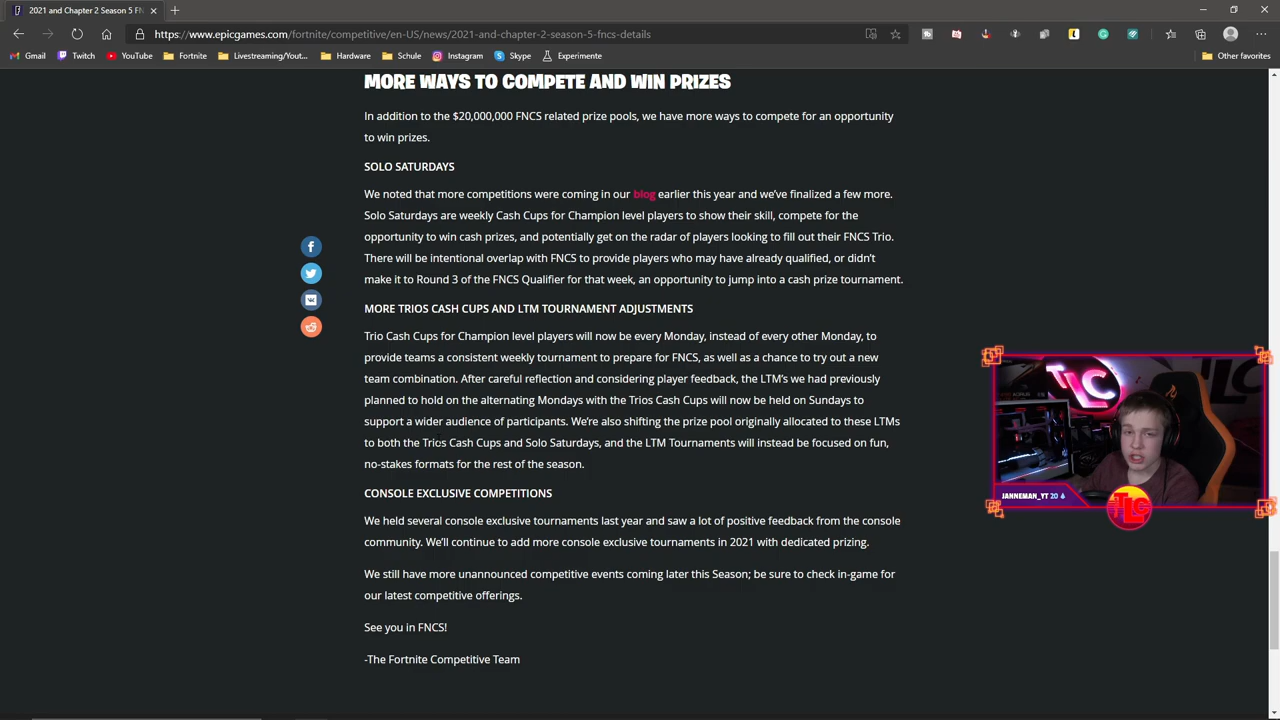 2021 and Chapter 2 Season 5 FN
https://www.epicgames.com/fortnite/competitive/en-US/news/2021-and-chapter-2-season-5-fncs-details
Gmail Twitch YouTube Fortnite Livestreaming/Yout... Hardware Schule Instagram Skype Experimente Other favorites
MORE WAYS TO COMPETE AND WIN PRIZES
In addition to the $20,000,000 FNCS related prize pools, we have more ways to compete for an opportunity
to win prizes.
SOLO SATURDAYS
We noted that more competitions were coming in our blog earlier this year and we've finalized a few more.
Solo Saturdays are weekly Cash Cups for Champion level players to show their skill, compete for the
opportunity to win cash prizes, and potentially get on the radar of players looking to fill out their FNCS Trio.
There will be intentional overlap with FNCS to provide players who may have already qualified, or didn't
make it to Round 3 of the FNCS Qualifier for that week, an opportunity to jump into a cash prize tournament.
MORE TRIOS CASH CUPS AND LTM TOURNAMENT ADJUSTMENTS
Trio Cash Cups for Champion level players will now be every Monday, instead of every other Monday, to
provide teams a consistent weekly tournament to prepare for FNCS, as well as a chance to try out a new
team combination. After careful reflection and considering player feedback, the LTM's we had previously
planned to hold on the alternating Mondays with the Trios Cash Cups will now be held on Sundays to
support a wider audience of participants. We're also shifting the prize pool originally allocated to these LTMs
to both the Trios Cash Cups and Solo Saturdays, and the LTM Tournaments will instead be focused on fun,
no-stakes formats for the rest of the season.
CONSOLE EXCLUSIVE COMPETITIONS
We held several console exclusive tournaments last year and saw a lot of positive feedback from the console
community. We'll continue to add more console exclusive tournaments in 2021 with dedicated prizing.
We still have more unannounced competitive events coming later this Season; be sure to check in-game for
our latest competitive offerings.
See you in FNCS!
-The Fortnite Competitive Team
TLC
JANNEMAN_YT 20
TLC